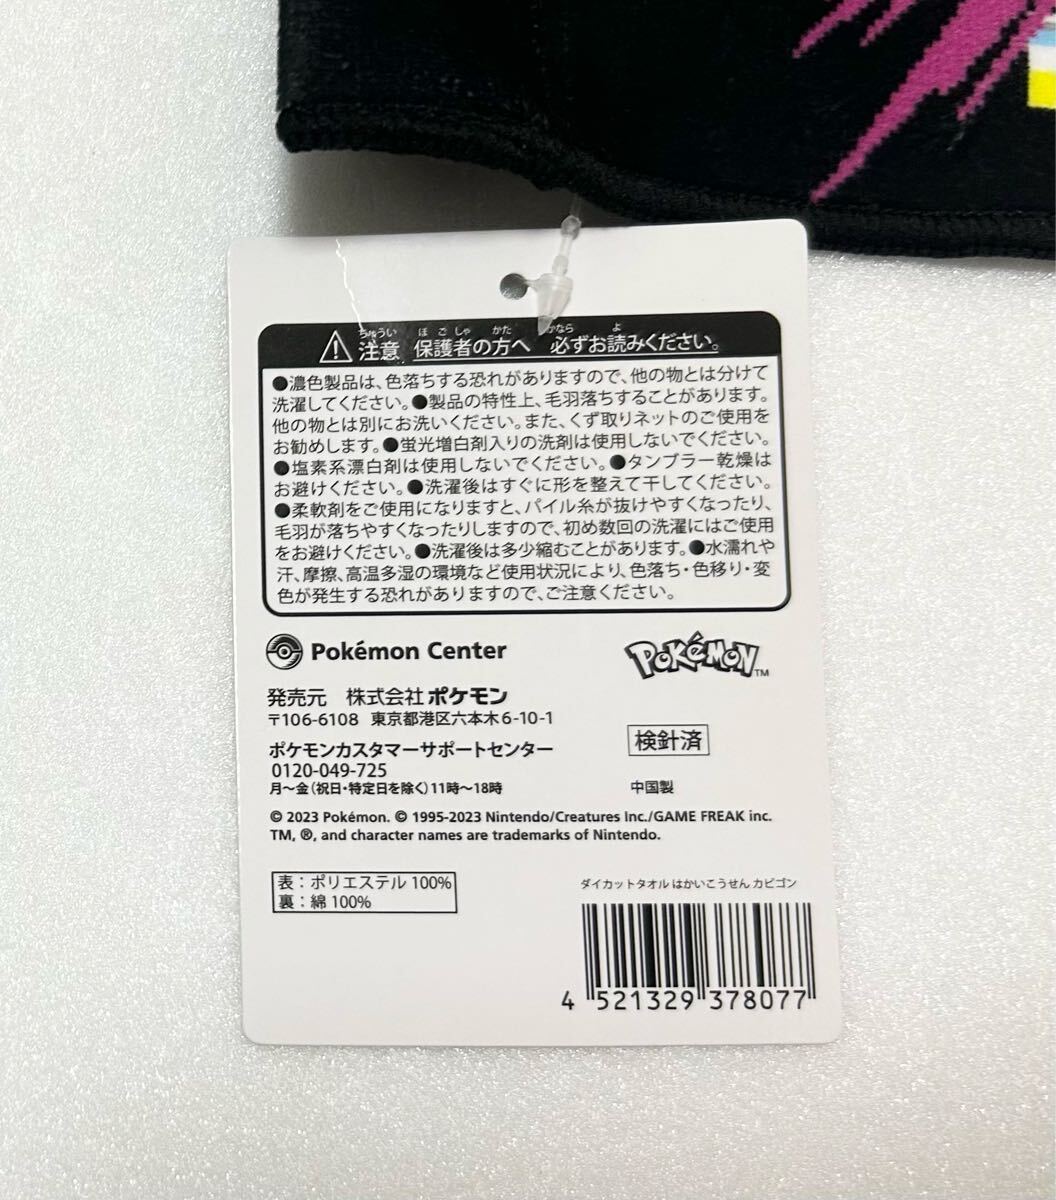 ちゅうい ほごしゃ かた かなら よ
注意 保護者の方へ 必ずお読みください。
●濃色製品は、色落ちする恐れがありますので、他の物とは分けて
洗濯してください。●製品の特性上、毛羽落ちすることがあります。
他の物とは別にお洗いください。また、くず取りネットのご使用を
お勧めします。●蛍光増白剤入りの洗剤は使用しないでください。
●塩素系漂白剤は使用しないでください。●タンブラー乾燥は
お避けください。●洗濯後はすぐに形を整えて干してください。
●柔軟剤をご使用になりますと、パイル糸が抜けやすくなったり、
毛羽が落ちやすくなったりしますので、初め数回の洗濯にはご使用
をお避けください。●洗濯後は多少縮むことがあります。●水濡れや
汗、摩擦、高温多湿の環境など使用状況により、色落ち・色移り・変
色が発生する恐れがありますので、ご注意ください。
Pokémon Center
POKÉMON™
発売元 株式会社ポケモン
〒106-6108 東京都港区六本木6-10-1
検針済
ポケモンカスタマーサポートセンター
0120-049-725
月〜金(祝日・特定日を除く)11時〜18時
中国製
© 2023 Pokémon. © 1995-2023 Nintendo/Creatures Inc./GAME FREAK inc.
TM, ®, and character names are trademarks of Nintendo.
表:ポリエステル 100%
裏:綿 100%
ダイカットタオル はかいこうせん カビゴン
4 521329 378077